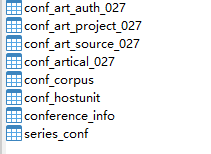 conf_art_auth_027
conf_art_project_027
conf_art_source_027
conf_artical_027
conf_corpus
conf_hostunit
conference_info
series_conf